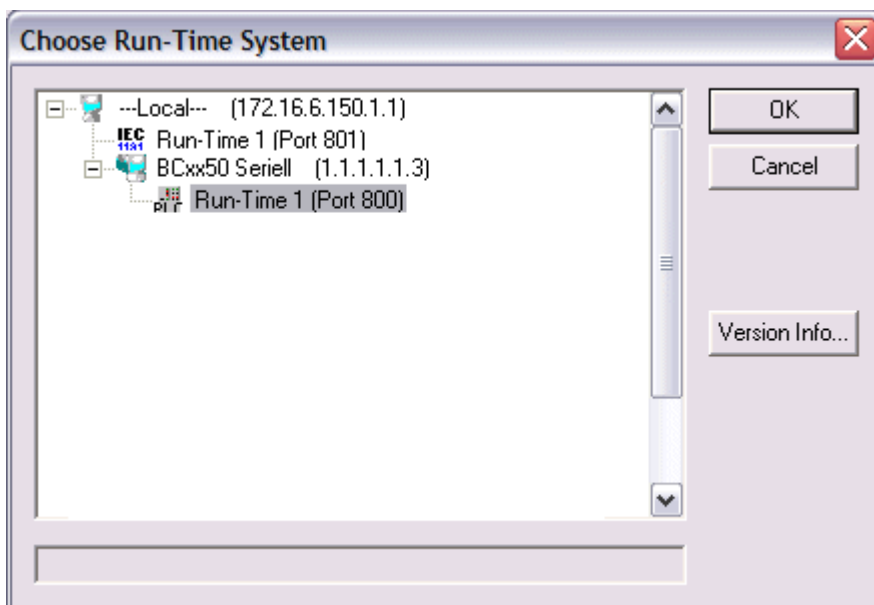 Choose Run-Time System
---Local--- (172.16.6.150.1.1)
IEC 1131 Run-Time 1 (Port 801)
BCxx50 Seriell (1.1.1.1.1.3)
PLC Run-Time 1 (Port 800)
OK
Cancel
Version Info...